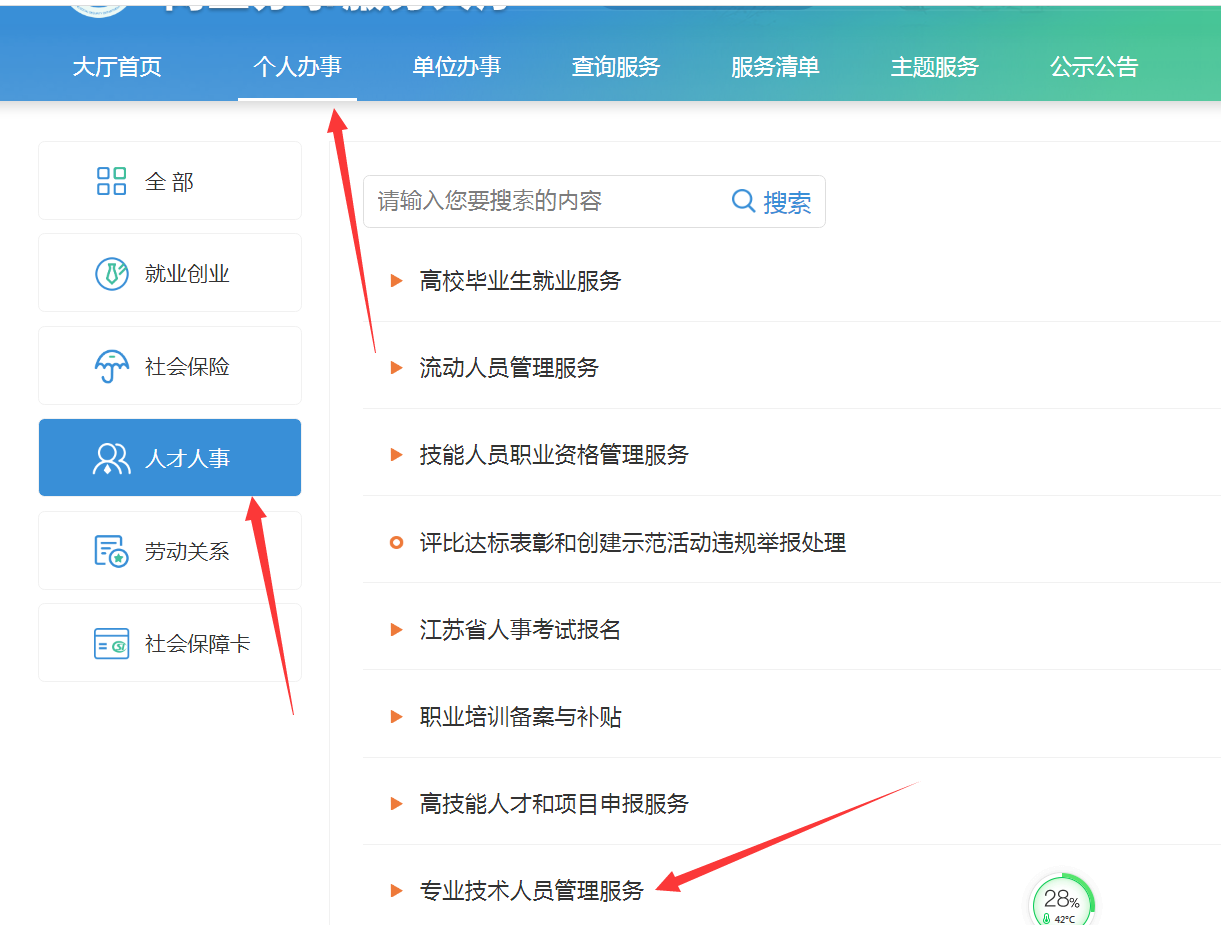 大厅首页 个人办事 单位办事 查询服务 服务清单 主题服务 公示公告
全 部
就业创业
社会保险
人才人事
劳动关系
社会保障卡
请输入您要搜索的内容 搜索
高校毕业生就业服务
流动人员管理服务
技能人员职业资格管理服务
评比达标表彰和创建示范活动违规举报处理
江苏省人事考试报名
职业培训备案与补贴
高技能人才和项目申报服务
专业技术人员管理服务
28%
42°C